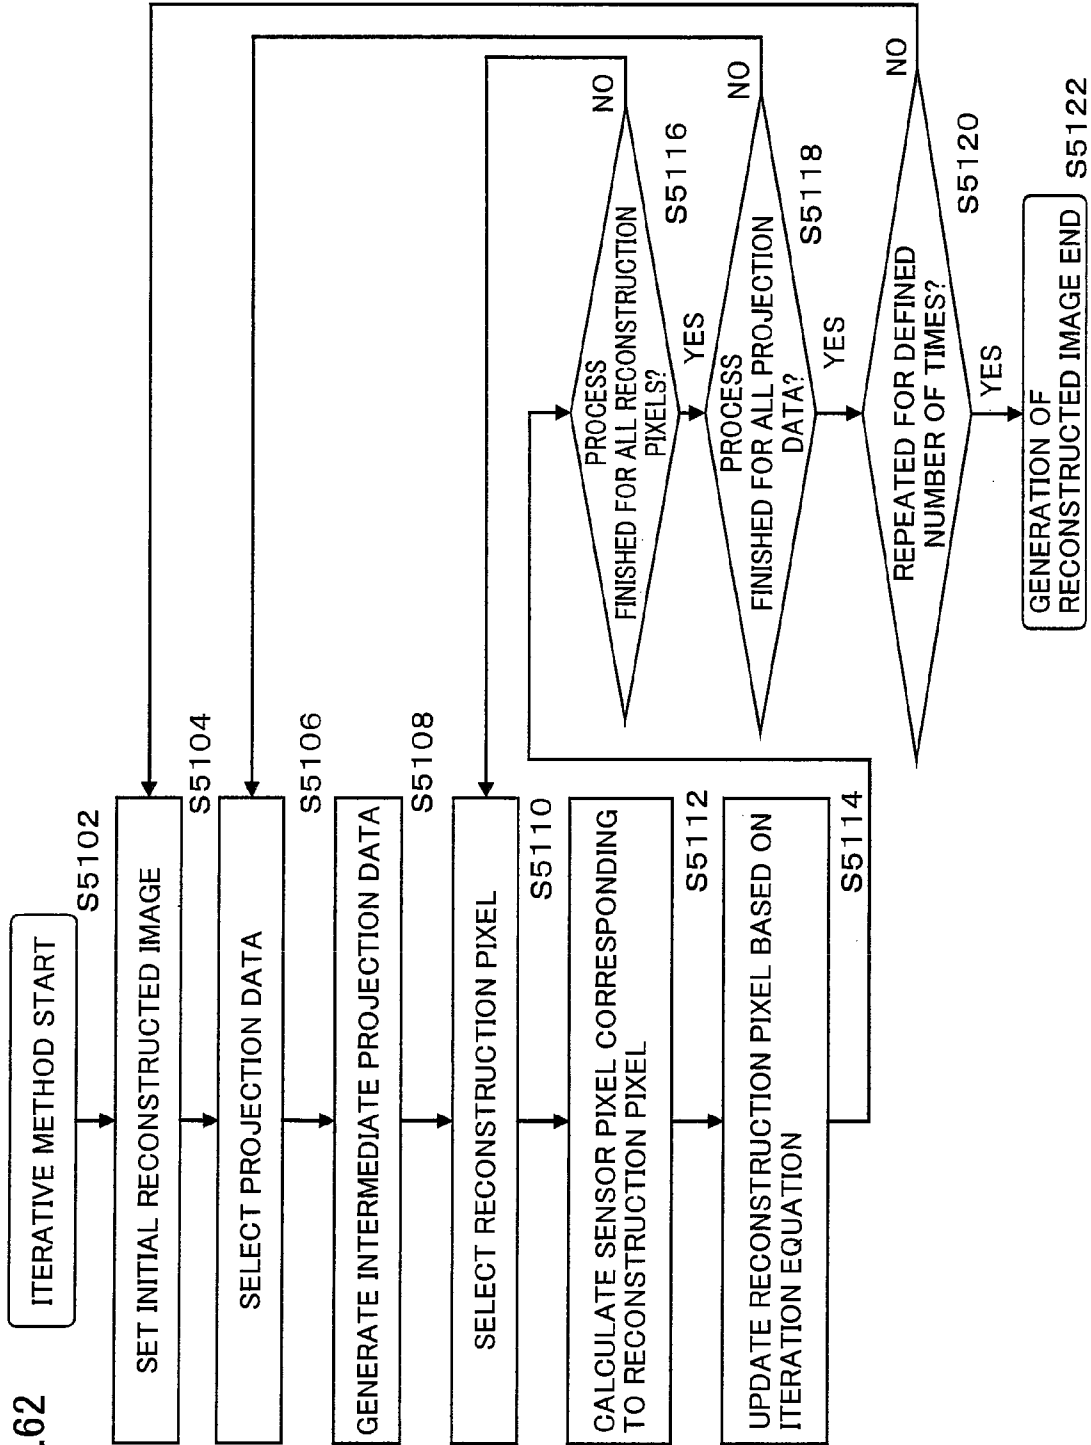 .62
ITERATIVE METHOD START
S5102
SET INITIAL RECONSTRUCTED IMAGE
S5104
SELECT PROJECTION DATA
S5106
GENERATE INTERMEDIATE PROJECTION DATA
S5108
SELECT RECONSTRUCTION PIXEL
S5110
CALCULATE SENSOR PIXEL CORRESPONDING
TO RECONSTRUCTION PIXEL
S5112
UPDATE RECONSTRUCTION PIXEL BASED ON
ITERATION EQUATION
S5114
PROCESS
FINISHED FOR ALL RECONSTRUCTION
PIXELS?
NO
S5116
YES
PROCESS
FINISHED FOR ALL PROJECTION
DATA?
NO
S5118
YES
REPEATED FOR DEFINED
NUMBER OF TIMES?
NO
S5120
YES
GENERATION OF
RECONSTRUCTED IMAGE END
S5122